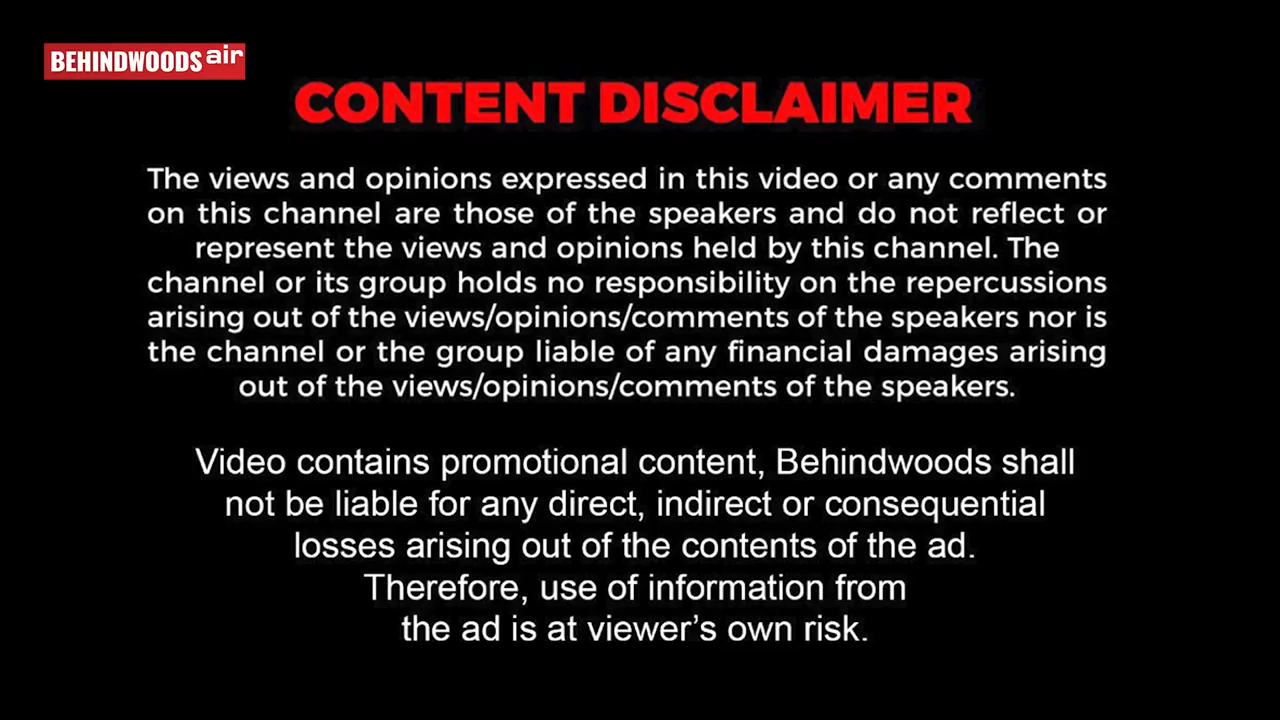 BEHINDWOODS air
CONTENT DISCLAIMER
The views and opinions expressed in this video or any comments
on this channel are those of the speakers and do not reflect or
represent the views and opinions held by this channel. The
channel or its group holds no responsibility on the repercussions
arising out of the views/opinions/comments of the speakers nor is
the channel or the group liable of any financial damages arising
out of the views/opinions/comments of the speakers.
Video contains promotional content, Behindwoods shall
not be liable for any direct, indirect or consequential
losses arising out of the contents of the ad.
Therefore, use of information from
the ad is at viewer’s own risk.